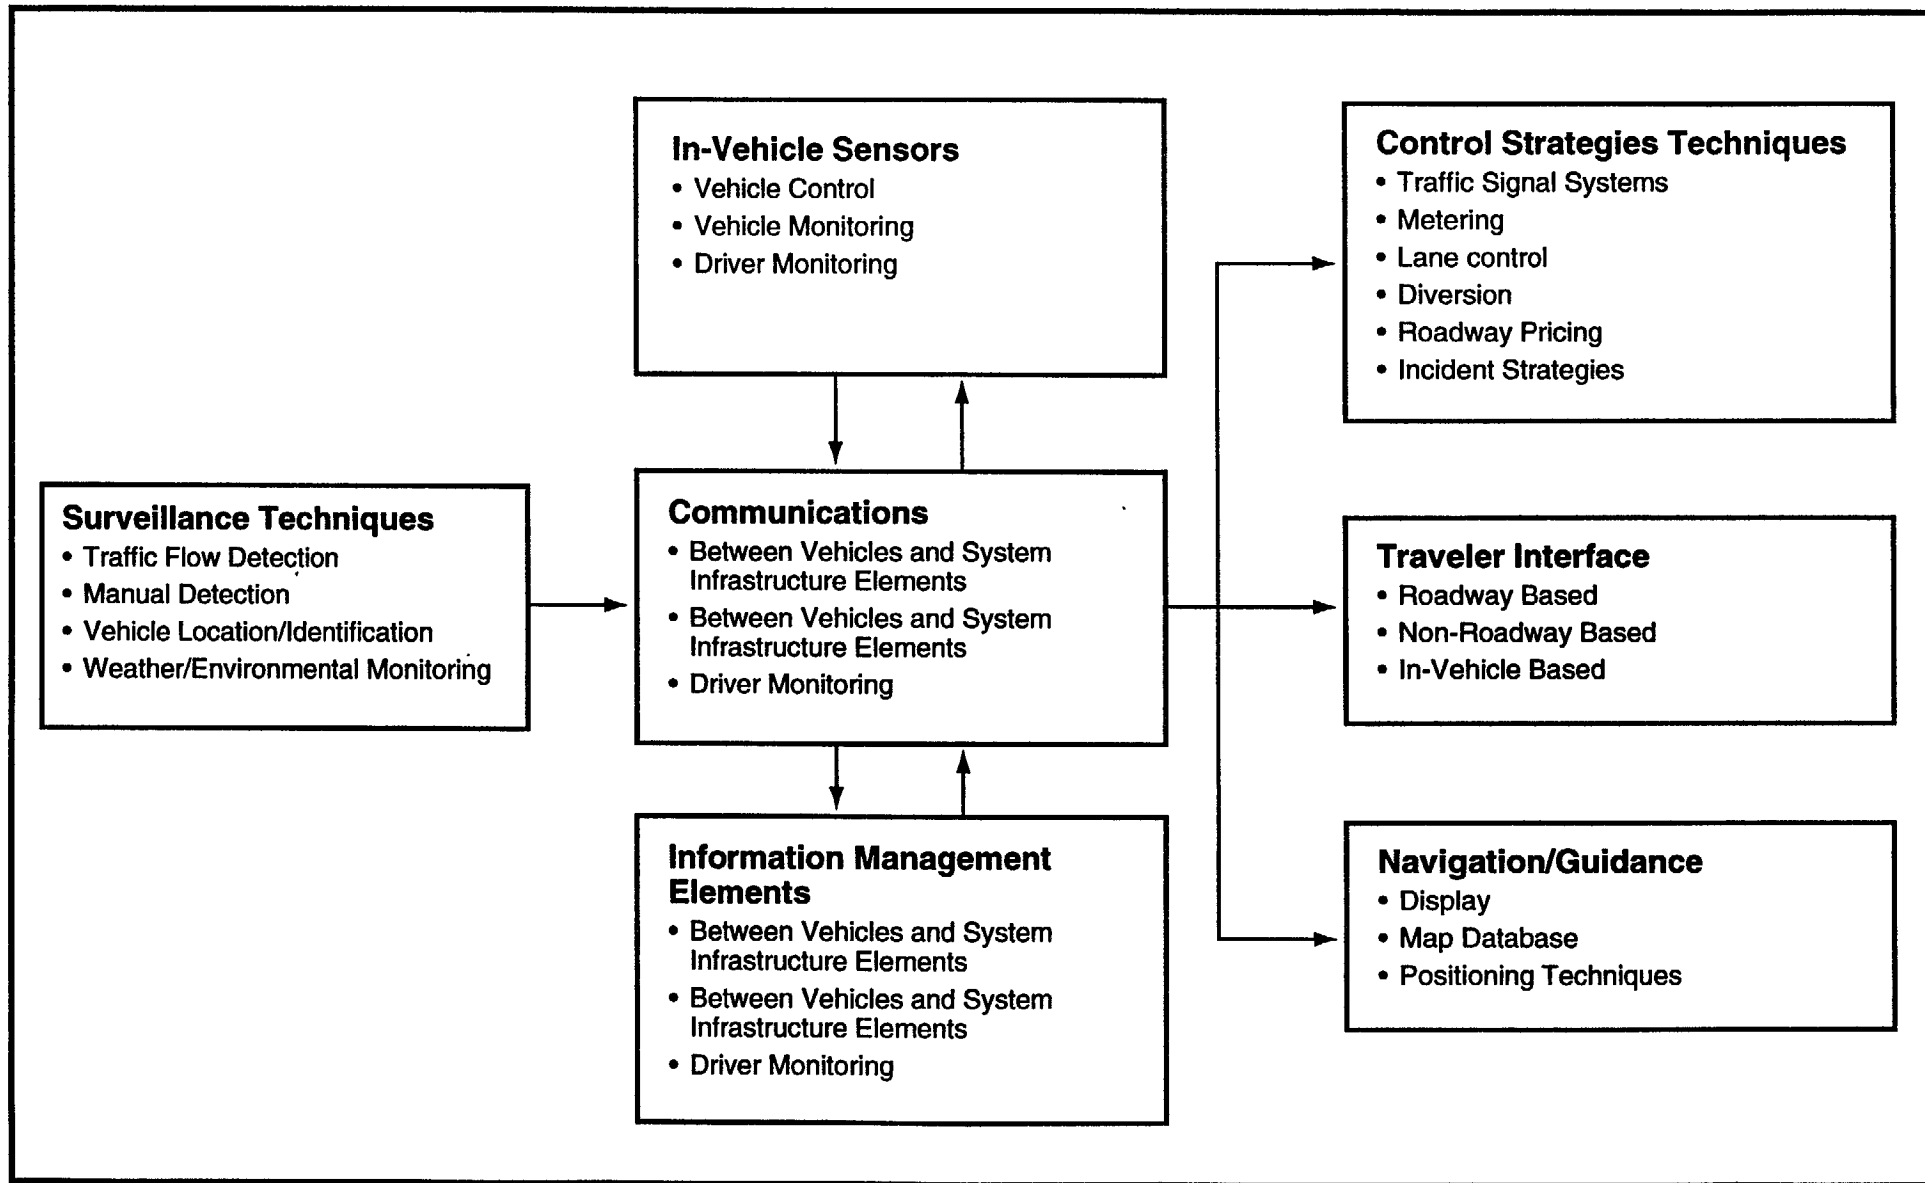 In-Vehicle Sensors
• Vehicle Control
• Vehicle Monitoring
• Driver Monitoring
Control Strategies Techniques
• Traffic Signal Systems
• Metering
• Lane control
• Diversion
• Roadway Pricing
• Incident Strategies
Surveillance Techniques
• Traffic Flow Detection
• Manual Detection
• Vehicle Location/Identification
• Weather/Environmental Monitoring
Communications
• Between Vehicles and System
Infrastructure Elements
• Between Vehicles and System
Infrastructure Elements
• Driver Monitoring
Traveler Interface
• Roadway Based
• Non-Roadway Based
• In-Vehicle Based
Information Management
Elements
• Between Vehicles and System
Infrastructure Elements
• Between Vehicles and System
Infrastructure Elements
• Driver Monitoring
Navigation/Guidance
• Display
• Map Database
• Positioning Techniques